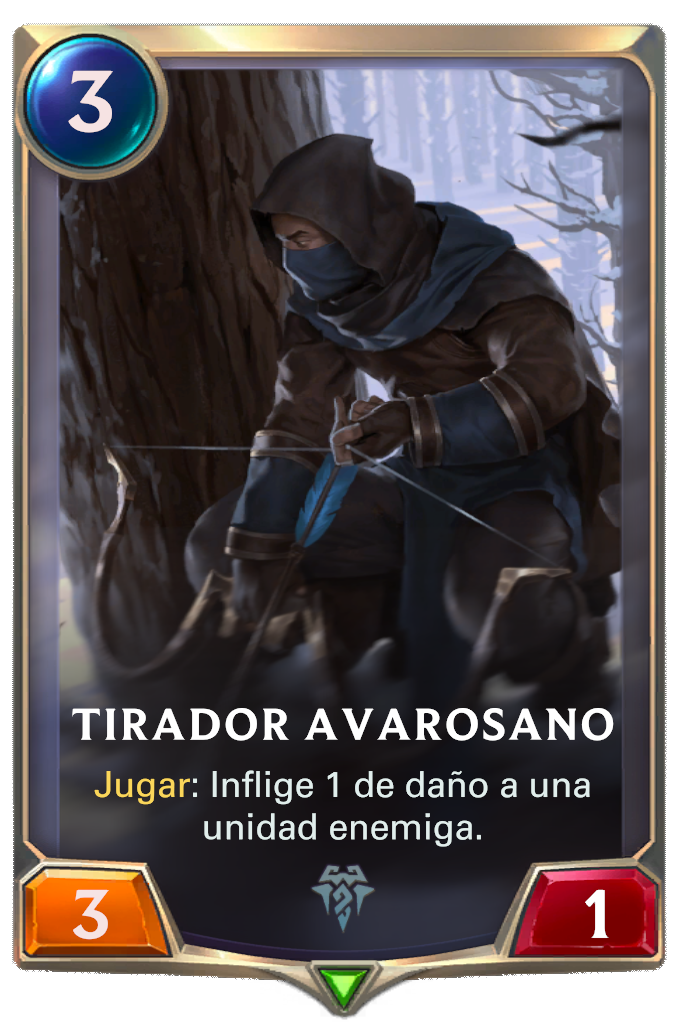 3
TIRADOR AVAROSANO
Jugar: Inflige 1 de daño a una
unidad enemiga.
3
1